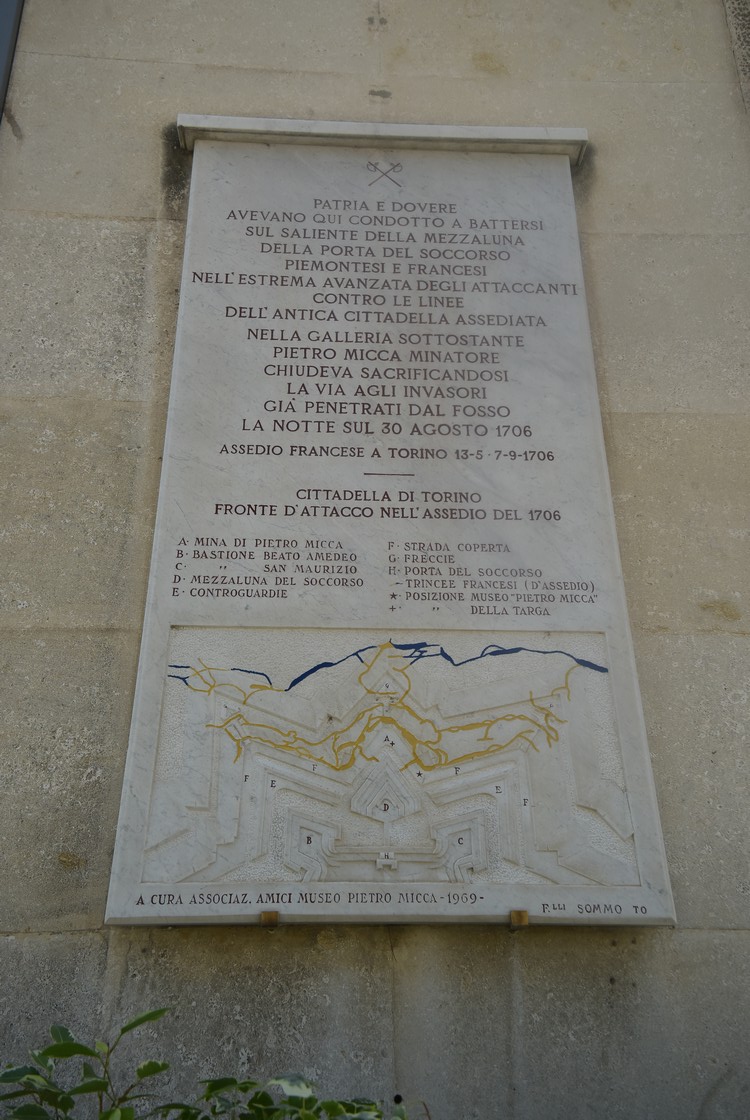 PATRIA E DOVERE
AVEVANO QUI CONDOTTO A BATTERSI
SUL SALIENTE DELLA MEZZALUNA
DELLA PORTA DEL SOCCORSO
PIEMONTESI E FRANCESI
NELL'ESTREMA AVANZATA DEGLI ATTACCANTI
CONTRO LE LINEE
DELL'ANTICA CITTADELLA ASSEDIATA
NELLA GALLERIA SOTTOSTANTE
PIETRO MICCA MINATORE
CHIUDEVA SACRIFICANDOSI
LA VIA AGLI INVASORI
GIÀ PENETRATI DAL FOSSO
LA NOTTE SUL 30 AGOSTO 1706
ASSEDIO FRANCESE A TORINO 13-5 · 7-9-1706
CITTADELLA DI TORINO
FRONTE D'ATTACCO NELL'ASSEDIO DEL 1706
A· MINA DI PIETRO MICCA
B· BASTIONE BEATO AMEDEO
C· " SAN MAURIZIO
D· MEZZALUNA DEL SOCCORSO
E· CONTROGUARDIE
F· STRADA COPERTA
G· FRECCIE
H· PORTA DEL SOCCORSO
— TRINCEE FRANCESI (D'ASSEDIO)
★· POSIZIONE MUSEO "PIETRO MICCA"
+· " DELLA TARGA
G
A
+
★
F
F
F
E
E
F
D
B
C
H
A CURA ASSOCIAZ. AMICI MUSEO PIETRO MICCA - 1969 -
F.LLI SOMMO TO